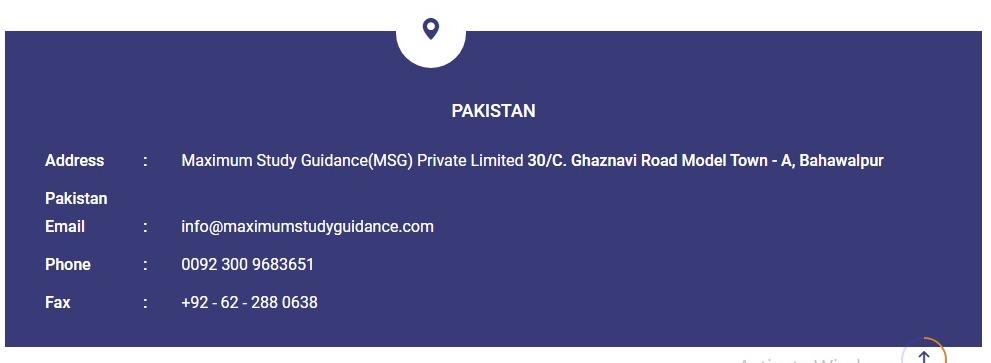 PAKISTAN
Address : Maximum Study Guidance(MSG) Private Limited 30/C. Ghaznavi Road Model Town - A, Bahawalpur
Pakistan
Email : info@maximumstudyguidance.com
Phone : 0092 300 9683651
Fax : +92 - 62 - 288 0638